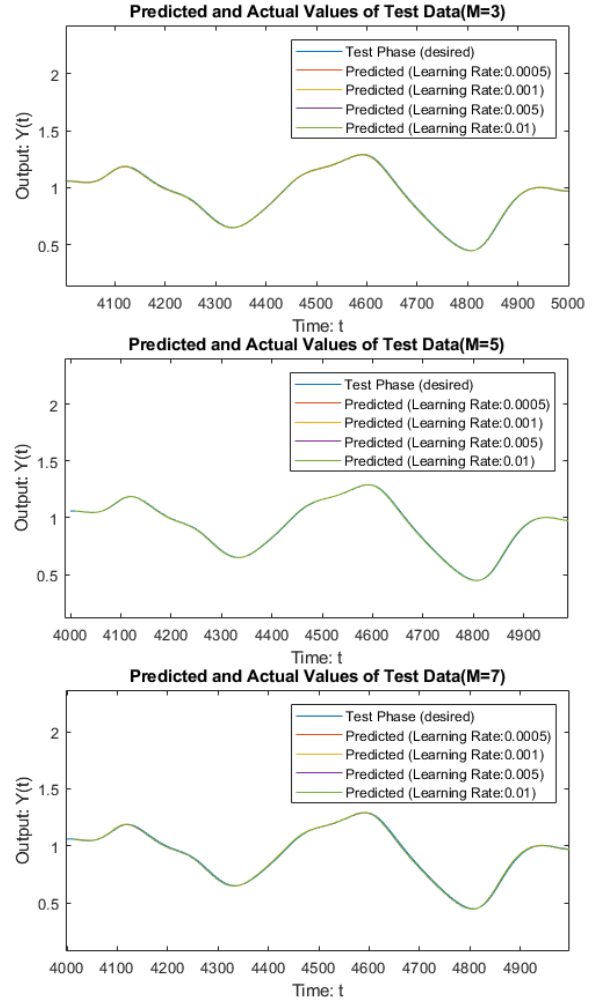 Predicted and Actual Values of Test Data(M=3)
Test Phase (desired)
Predicted (Learning Rate:0.0005)
Predicted (Learning Rate:0.001)
Predicted (Learning Rate:0.005)
Predicted (Learning Rate:0.01)
2
1.5
1
0.5
Output: Y(t)
4100 4200 4300 4400 4500 4600 4700 4800 4900 5000
Time: t
Predicted and Actual Values of Test Data(M=5)
Test Phase (desired)
Predicted (Learning Rate:0.0005)
Predicted (Learning Rate:0.001)
Predicted (Learning Rate:0.005)
Predicted (Learning Rate:0.01)
2
1.5
1
0.5
Output: Y(t)
4000 4100 4200 4300 4400 4500 4600 4700 4800 4900
Time: t
Predicted and Actual Values of Test Data(M=7)
Test Phase (desired)
Predicted (Learning Rate:0.0005)
Predicted (Learning Rate:0.001)
Predicted (Learning Rate:0.005)
Predicted (Learning Rate:0.01)
2
1.5
1
0.5
Output: Y(t)
4000 4100 4200 4300 4400 4500 4600 4700 4800 4900
Time: t